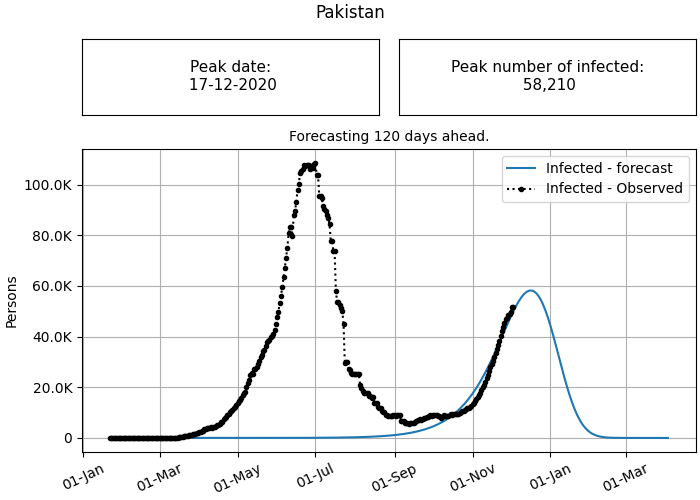 Pakistan
Peak date:
17-12-2020
Peak number of infected:
58,210
Forecasting 120 days ahead.
Infected - forecast
Infected - Observed
Persons
100.0K
80.0K
60.0K
40.0K
20.0K
0
01-Jan
01-Mar
01-May
01-Jul
01-Sep
01-Nov
01-Jan
01-Mar